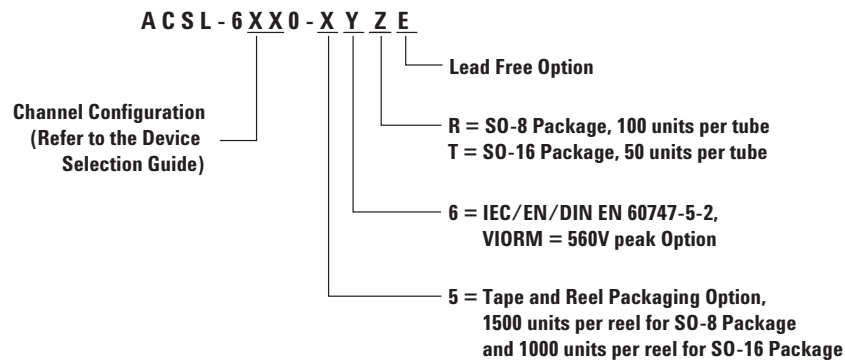 ACSL-6XX0-XYZE
Lead Free Option
Channel Configuration
(Refer to the Device
Selection Guide)
R = SO-8 Package, 100 units per tube
T = SO-16 Package, 50 units per tube
6 = IEC/EN/DIN EN 60747-5-2,
VIORM = 560V peak Option
5 = Tape and Reel Packaging Option,
1500 units per reel for SO-8 Package
and 1000 units per reel for SO-16 Package